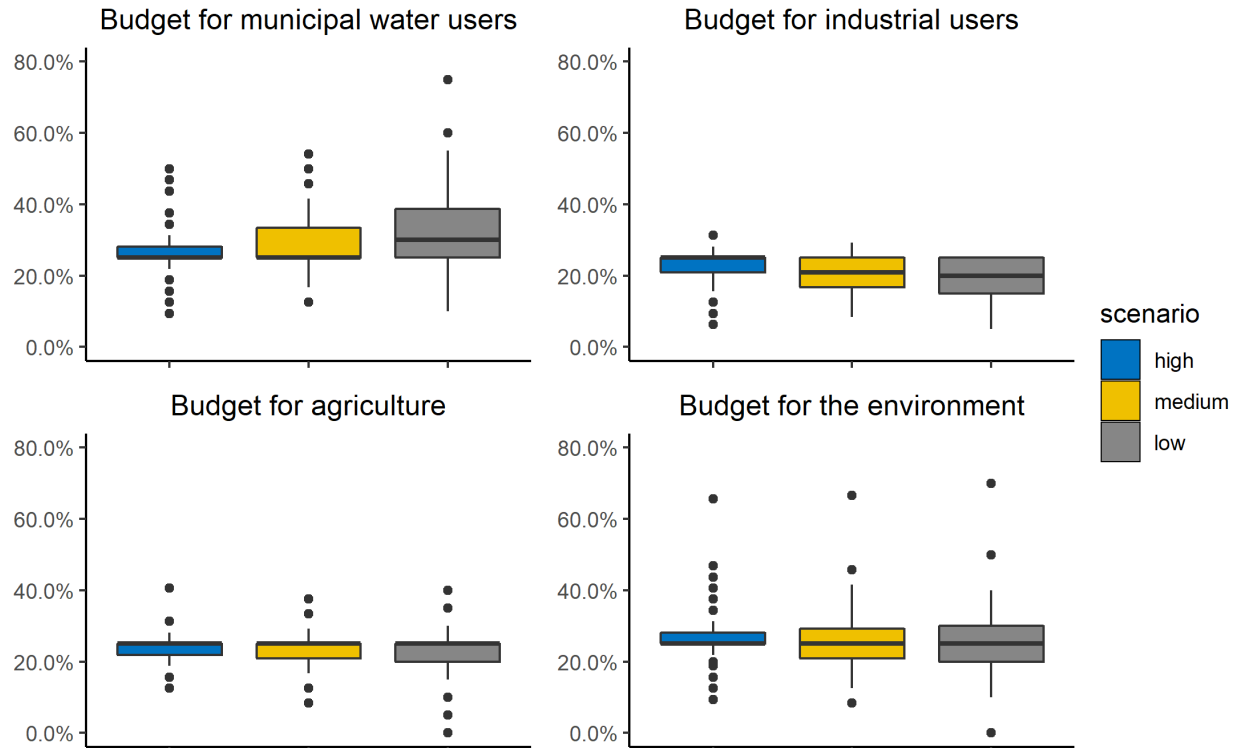 Budget for municipal water users
80.0%
60.0%
40.0%
20.0%
0.0%
Budget for industrial users
80.0%
60.0%
40.0%
20.0%
0.0%
Budget for agriculture
80.0%
60.0%
40.0%
20.0%
0.0%
Budget for the environment
80.0%
60.0%
40.0%
20.0%
0.0%
scenario
high
medium
low